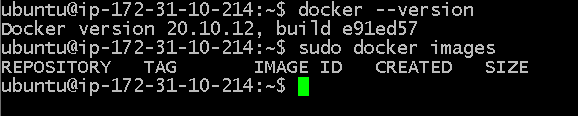 ubuntu@ip-172-31-10-214:~$ docker --version
Docker version 20.10.12, build e91ed57
ubuntu@ip-172-31-10-214:~$ sudo docker images
REPOSITORY   TAG       IMAGE ID   CREATED   SIZE
ubuntu@ip-172-31-10-214:~$